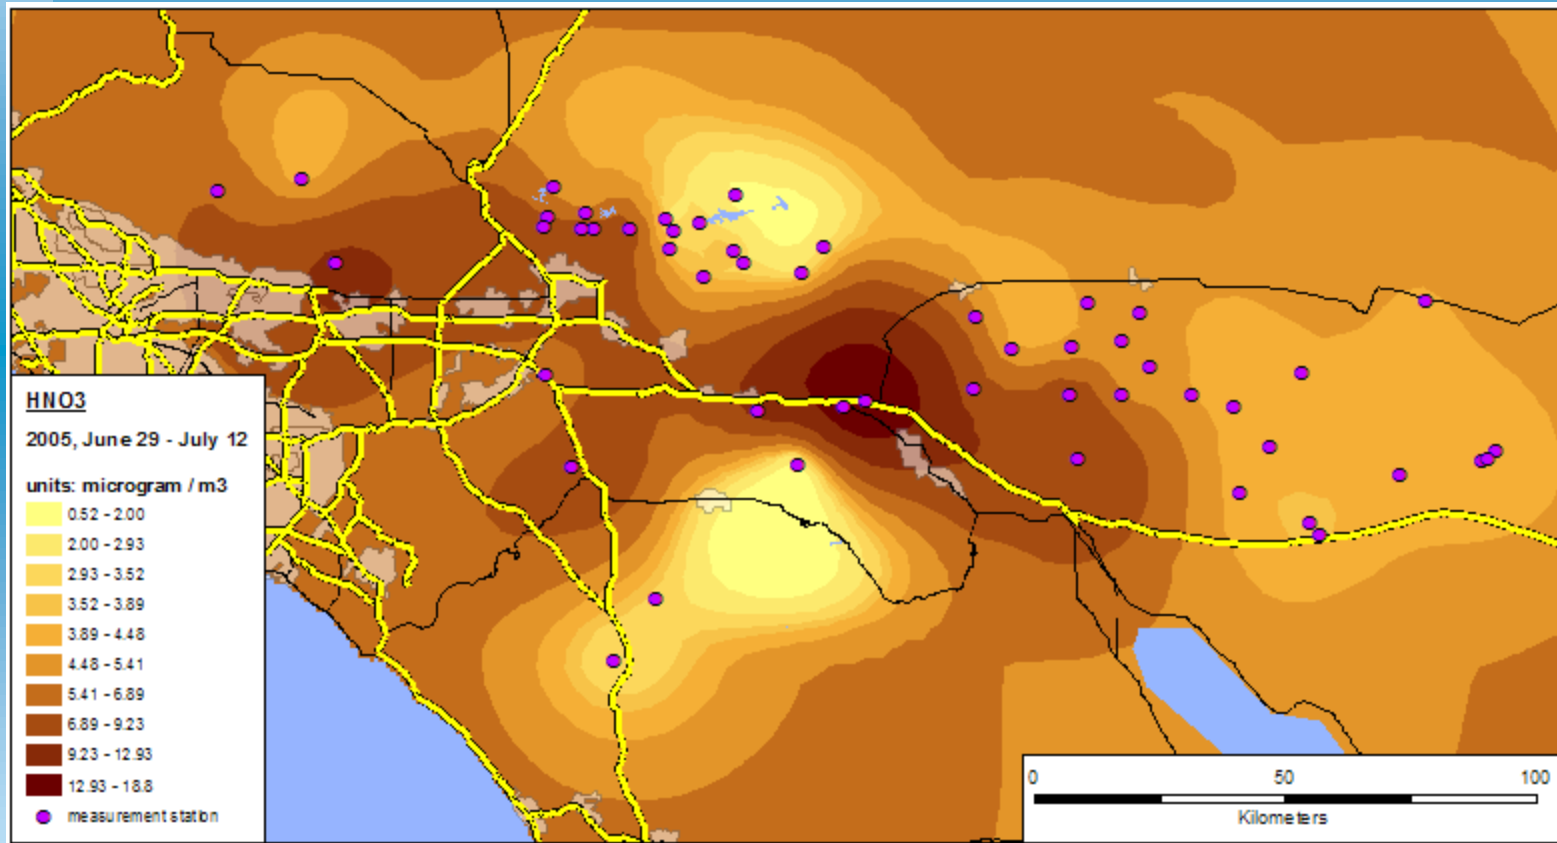 HNO3
2005, June 29 - July 12
units: microgram / m3
0.52 - 2.00
2.00 - 2.93
2.93 - 3.52
3.52 - 3.89
3.89 - 4.48
4.48 - 5.41
5.41 - 6.89
6.89 - 9.23
9.23 - 12.93
12.93 - 18.8
measurement station
0 50 100
Kilometers